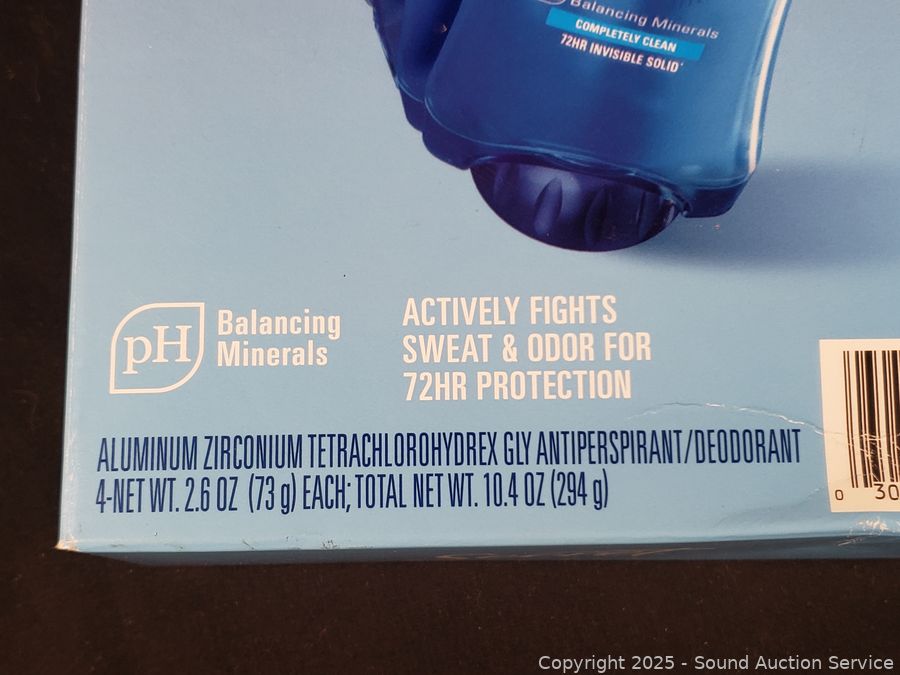 Balancing Minerals
COMPLETELY CLEAN
72HR INVISIBLE SOLID*
pH
Balancing
Minerals
ACTIVELY FIGHTS
SWEAT & ODOR FOR
72HR PROTECTION
ALUMINUM ZIRCONIUM TETRACHLOROHYDREX GLY ANTIPERSPIRANT/DEODORANT
4-NET WT. 2.6 OZ (73 g) EACH; TOTAL NET WT. 10.4 OZ (294 g)
0 30
Copyright 2025 - Sound Auction Service